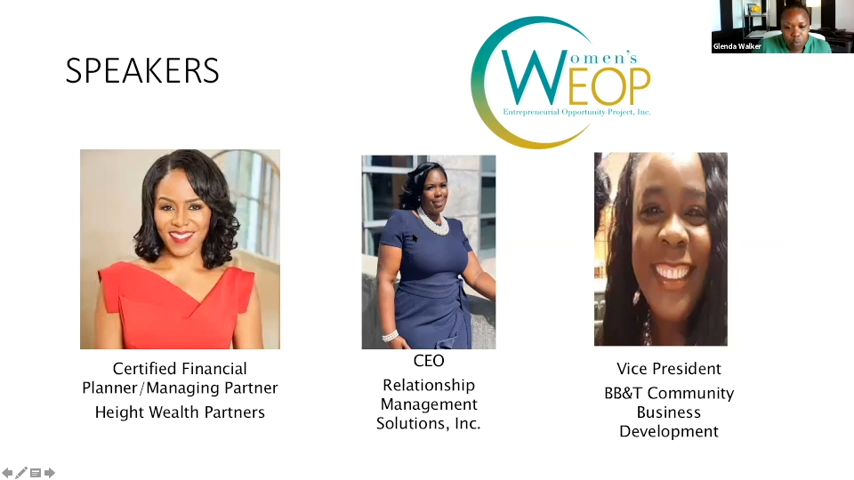 SPEAKERS
Women's
WEOP
Entrepreneurial Opportunity Project, Inc.
Glenda Walker
Certified Financial
Planner/Managing Partner
Height Wealth Partners
CEO
Relationship
Management
Solutions, Inc.
Vice President
BB&T Community
Business
Development